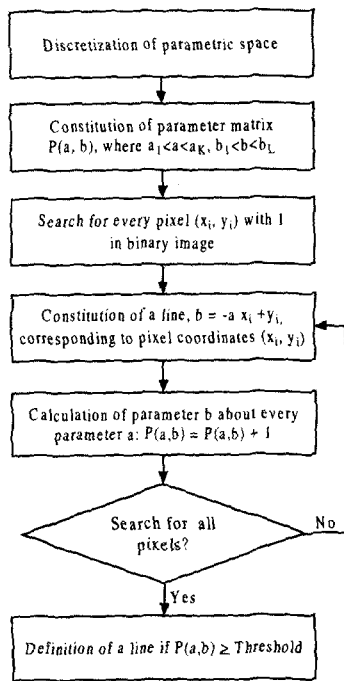 Discretization of parametric space
Constitution of parameter matrix
P(a, b), where a₁<a<a_K, b₁<b<b_L
Search for every pixel (xᵢ, yᵢ) with 1
in binary image
Constitution of a line, b = -a xᵢ +yᵢ,
corresponding to pixel coordinates (xᵢ, yᵢ)
Calculation of parameter b about every
parameter a: P(a,b) = P(a,b) + 1
Search for all
pixels?
No
Yes
Definition of a line if P(a,b) ≥ Threshold